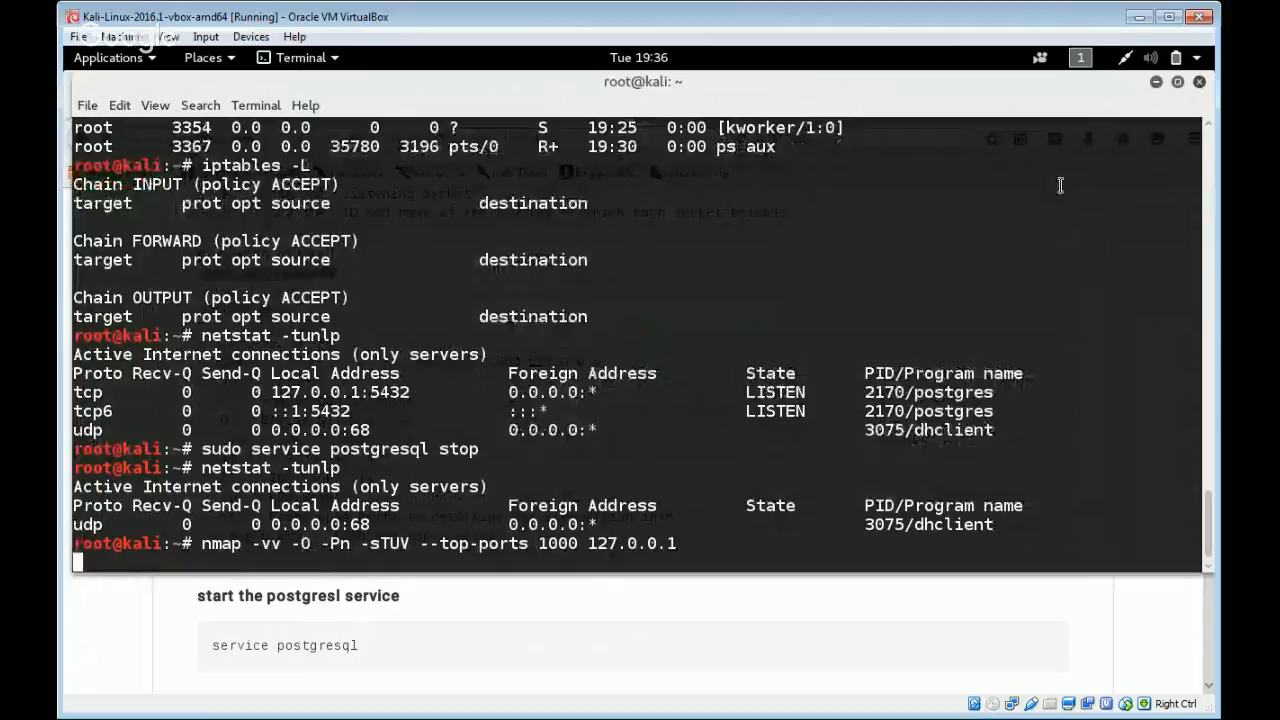 Kali-Linux-2016.1-vbox-amd64 [Running] - Oracle VM VirtualBox
File Machine View Input Devices Help
Google
Applications Places Terminal Tue 19:36 1
root@kali: ~
File Edit View Search Terminal Help
root 3354 0.0 0.0 0 0 ? S 19:25 0:00 [kworker/1:0]
root 3367 0.0 0.0 35780 3196 pts/0 R+ 19:30 0:00 ps aux
root@kali:~# iptables -L
Chain INPUT (policy ACCEPT)
target prot opt source destination
Chain FORWARD (policy ACCEPT)
target prot opt source destination
Chain OUTPUT (policy ACCEPT)
target prot opt source destination
root@kali:~# netstat -tunlp
Active Internet connections (only servers)
Proto Recv-Q Send-Q Local Address Foreign Address State PID/Program name
tcp 0 0 127.0.0.1:5432 0.0.0.0:* LISTEN 2170/postgres
tcp6 0 0 ::1:5432 :::* LISTEN 2170/postgres
udp 0 0 0.0.0.0:68 0.0.0.0:* 3075/dhclient
root@kali:~# sudo service postgresql stop
root@kali:~# netstat -tunlp
Active Internet connections (only servers)
Proto Recv-Q Send-Q Local Address Foreign Address State PID/Program name
udp 0 0 0.0.0.0:68 0.0.0.0:* 3075/dhclient
root@kali:~# nmap -vv -O -Pn -sTUV --top-ports 1000 127.0.0.1
start the postgresl service
service postgresql
Right Ctrl